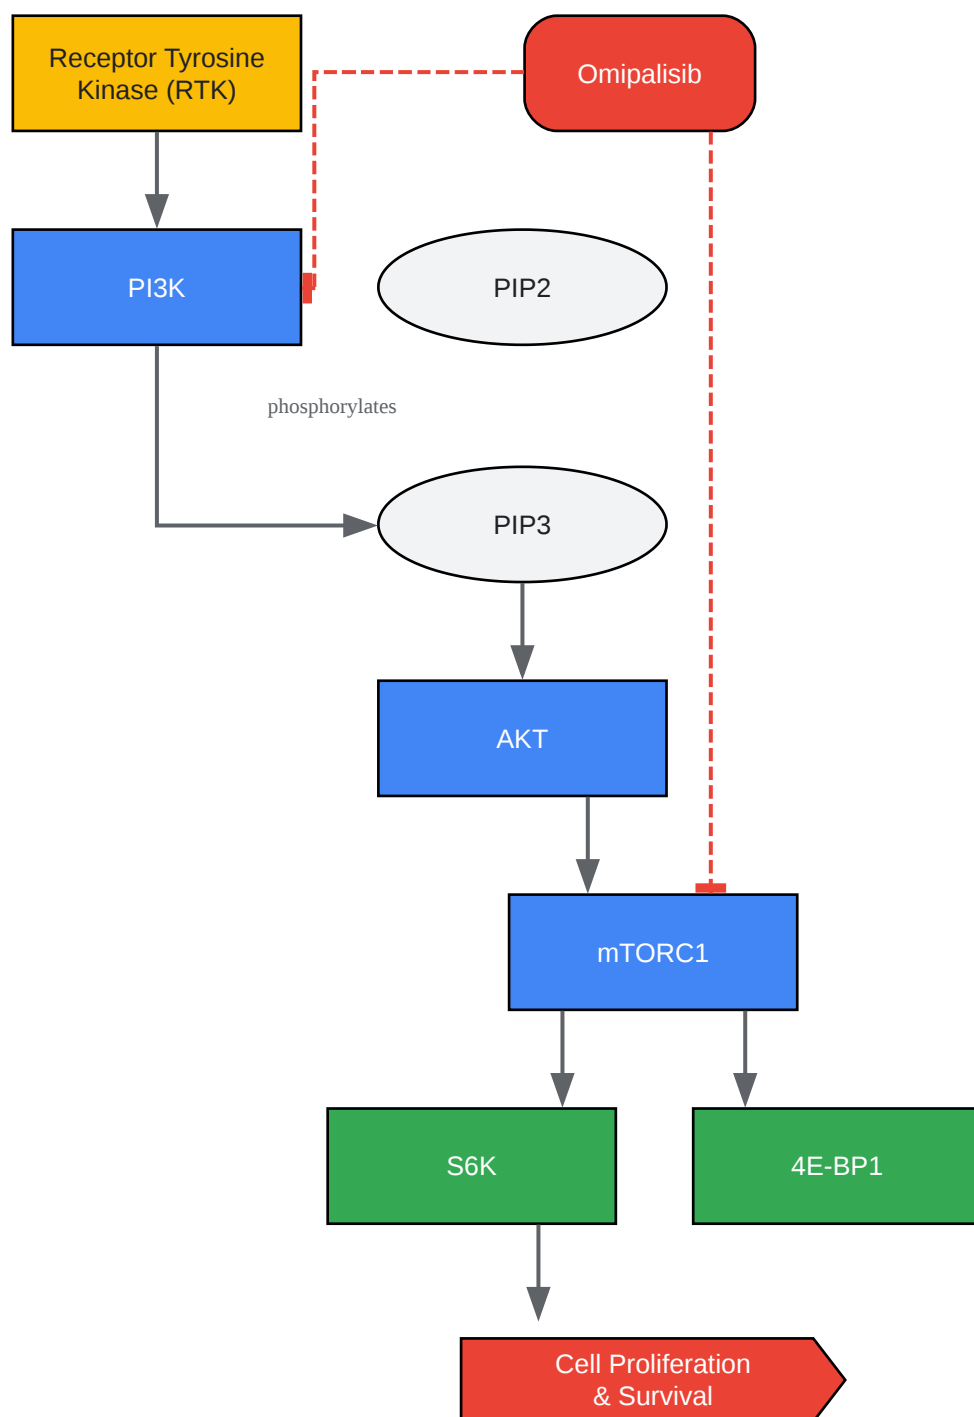 Receptor Tyrosine
Kinase (RTK)
Omipalisib
PI3K
PIP2
phosphorylates
PIP3
AKT
mTORC1
S6K
4E-BP1
Cell Proliferation
& Survival